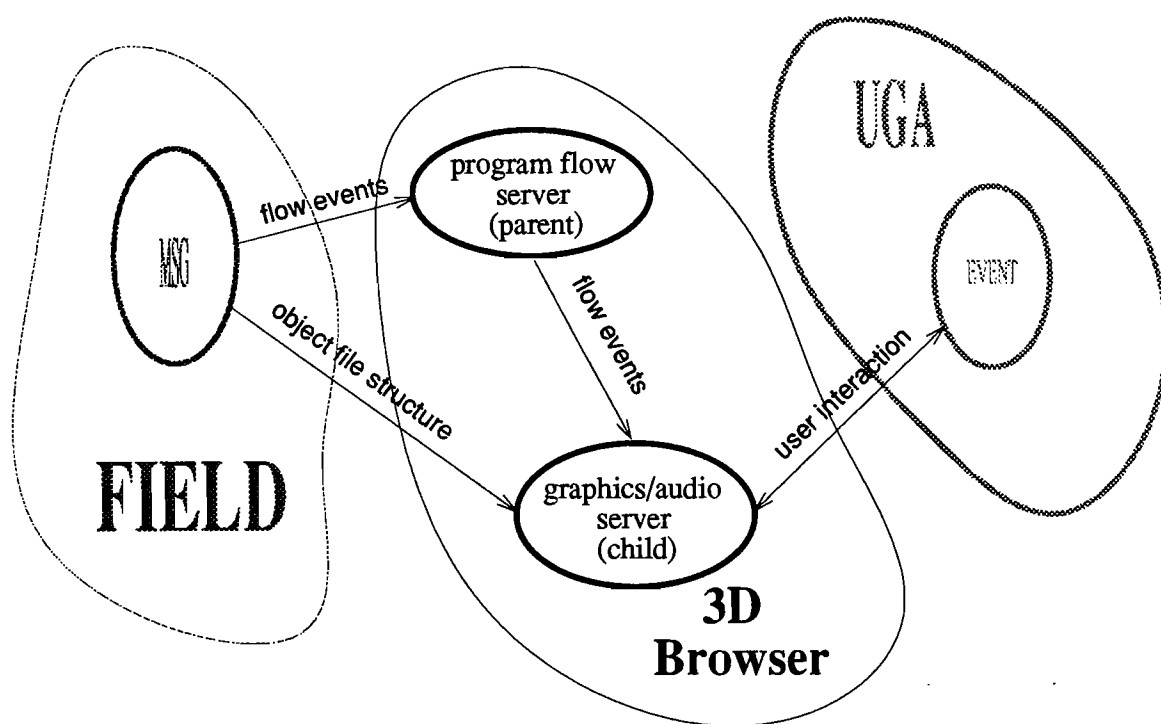 UGA
program flow
server
(parent)
flow events
MSG
EVENT
flow events
object file structure
user interaction
FIELD
graphics/audio
server
(child)
3D
Browser